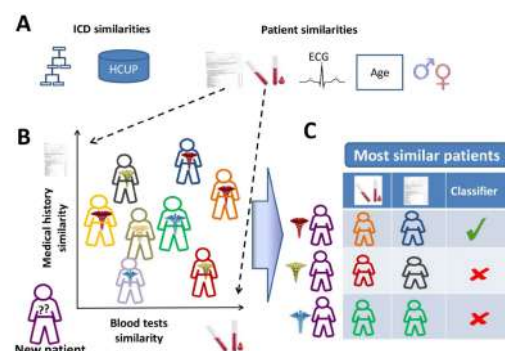 A
ICD similarities
Patient similarities
HCUP
ECG
Age
B
Medical history
similarity
??
New patient
Blood tests
similarity
C
Most similar patients
Classifier